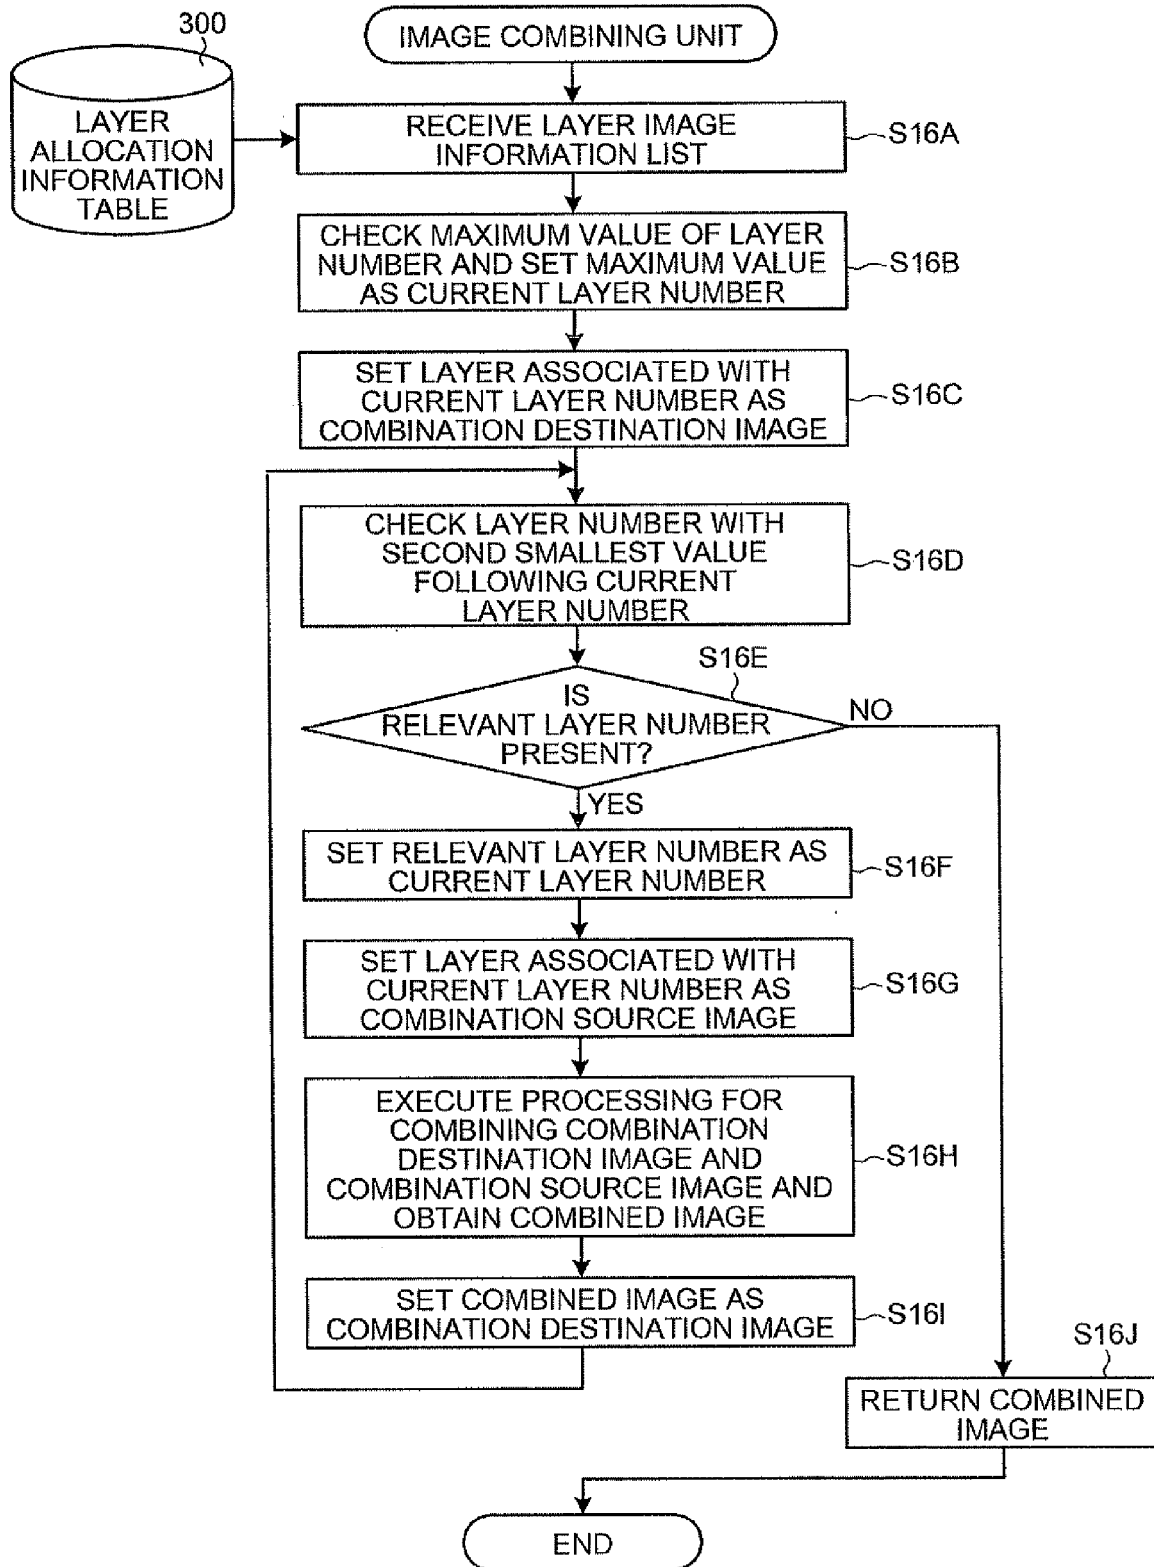 300
IMAGE COMBINING UNIT
LAYER
ALLOCATION
INFORMATION
TABLE
RECEIVE LAYER IMAGE
INFORMATION LIST
S16A
CHECK MAXIMUM VALUE OF LAYER
NUMBER AND SET MAXIMUM VALUE
AS CURRENT LAYER NUMBER
S16B
SET LAYER ASSOCIATED WITH
CURRENT LAYER NUMBER AS
COMBINATION DESTINATION IMAGE
S16C
CHECK LAYER NUMBER WITH
SECOND SMALLEST VALUE
FOLLOWING CURRENT
LAYER NUMBER
S16D
S16E
IS
RELEVANT LAYER NUMBER
PRESENT?
NO
YES
SET RELEVANT LAYER NUMBER AS
CURRENT LAYER NUMBER
S16F
SET LAYER ASSOCIATED WITH
CURRENT LAYER NUMBER AS
COMBINATION SOURCE IMAGE
S16G
EXECUTE PROCESSING FOR
COMBINING COMBINATION
DESTINATION IMAGE AND
COMBINATION SOURCE IMAGE AND
OBTAIN COMBINED IMAGE
S16H
SET COMBINED IMAGE AS
COMBINATION DESTINATION IMAGE
S16I
S16J
RETURN COMBINED
IMAGE
END